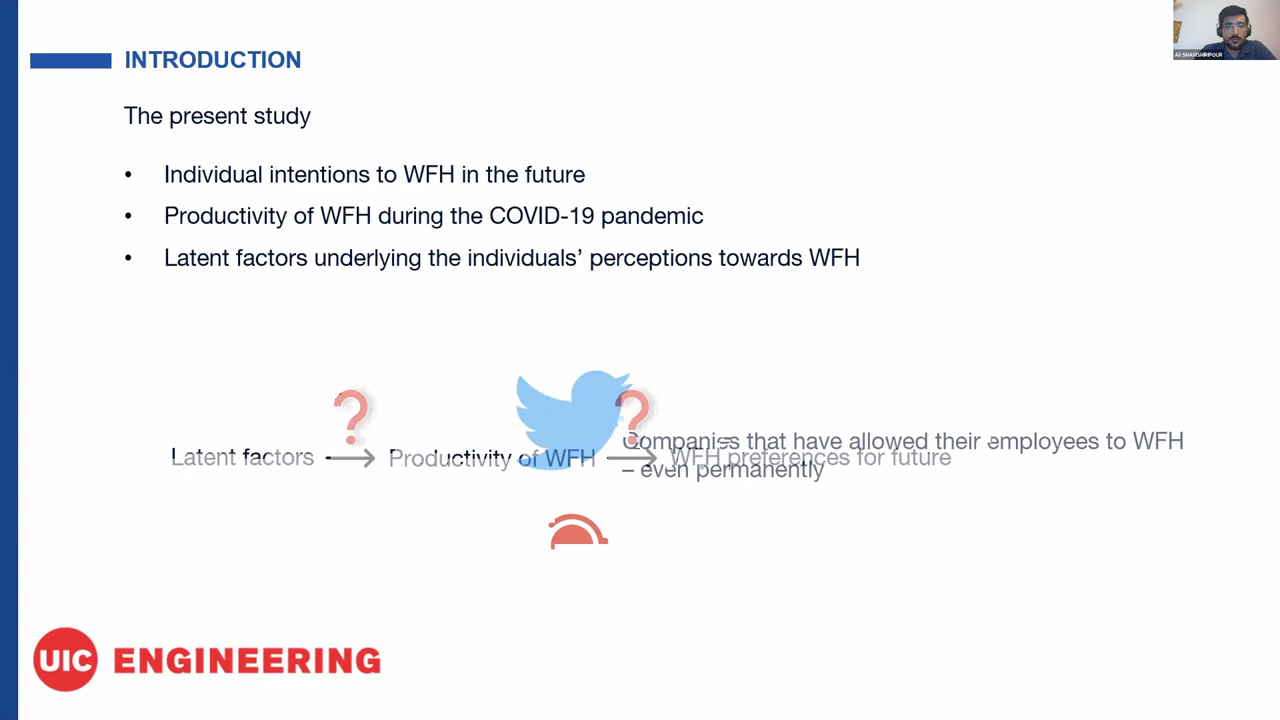 INTRODUCTION
The present study
• Individual intentions to WFH in the future
• Productivity of WFH during the COVID-19 pandemic
• Latent factors underlying the individuals’ perceptions towards WFH
? ?
Companies that have allowed their employees to WFH
– even permanently
Latent factors → Productivity of WFH → WFH preferences for future
UIC ENGINEERING
Ali SHAMSHIRIPOUR